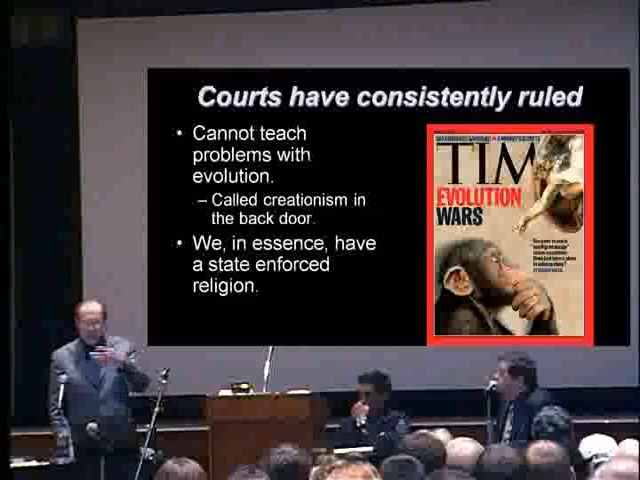 Courts have consistently ruled
• Cannot teach
problems with
evolution.
– Called creationism in
the back door.
• We, in essence, have
a state enforced
religion.
TIM
EVOLUTION
WARS